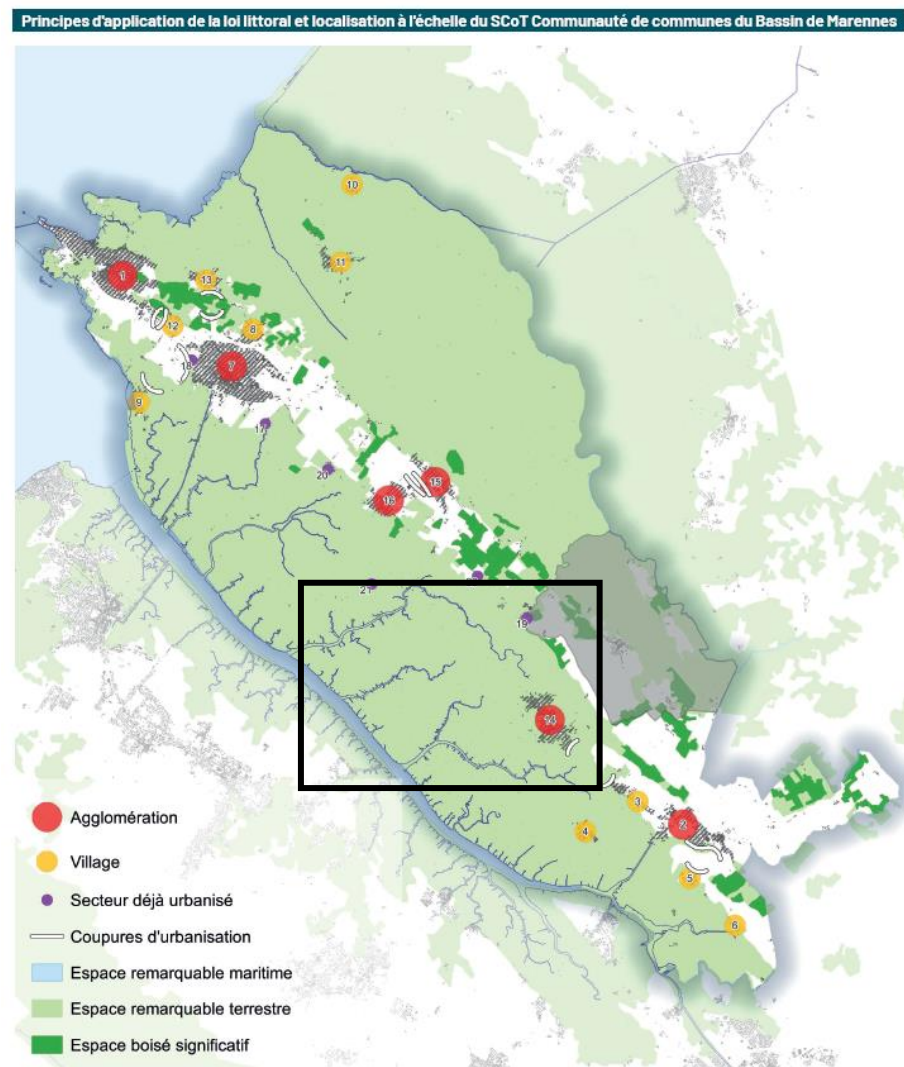 Principes d'application de la loi littoral et localisation à l'échelle du SCoT Communauté de communes du Bassin de Marennes
10
11
1
13
12
8
18
7
9
17
20
15
16
21
19
14
3
2
4
5
6
Agglomération
Village
Secteur déjà urbanisé
Coupures d'urbanisation
Espace remarquable maritime
Espace remarquable terrestre
Espace boisé significatif